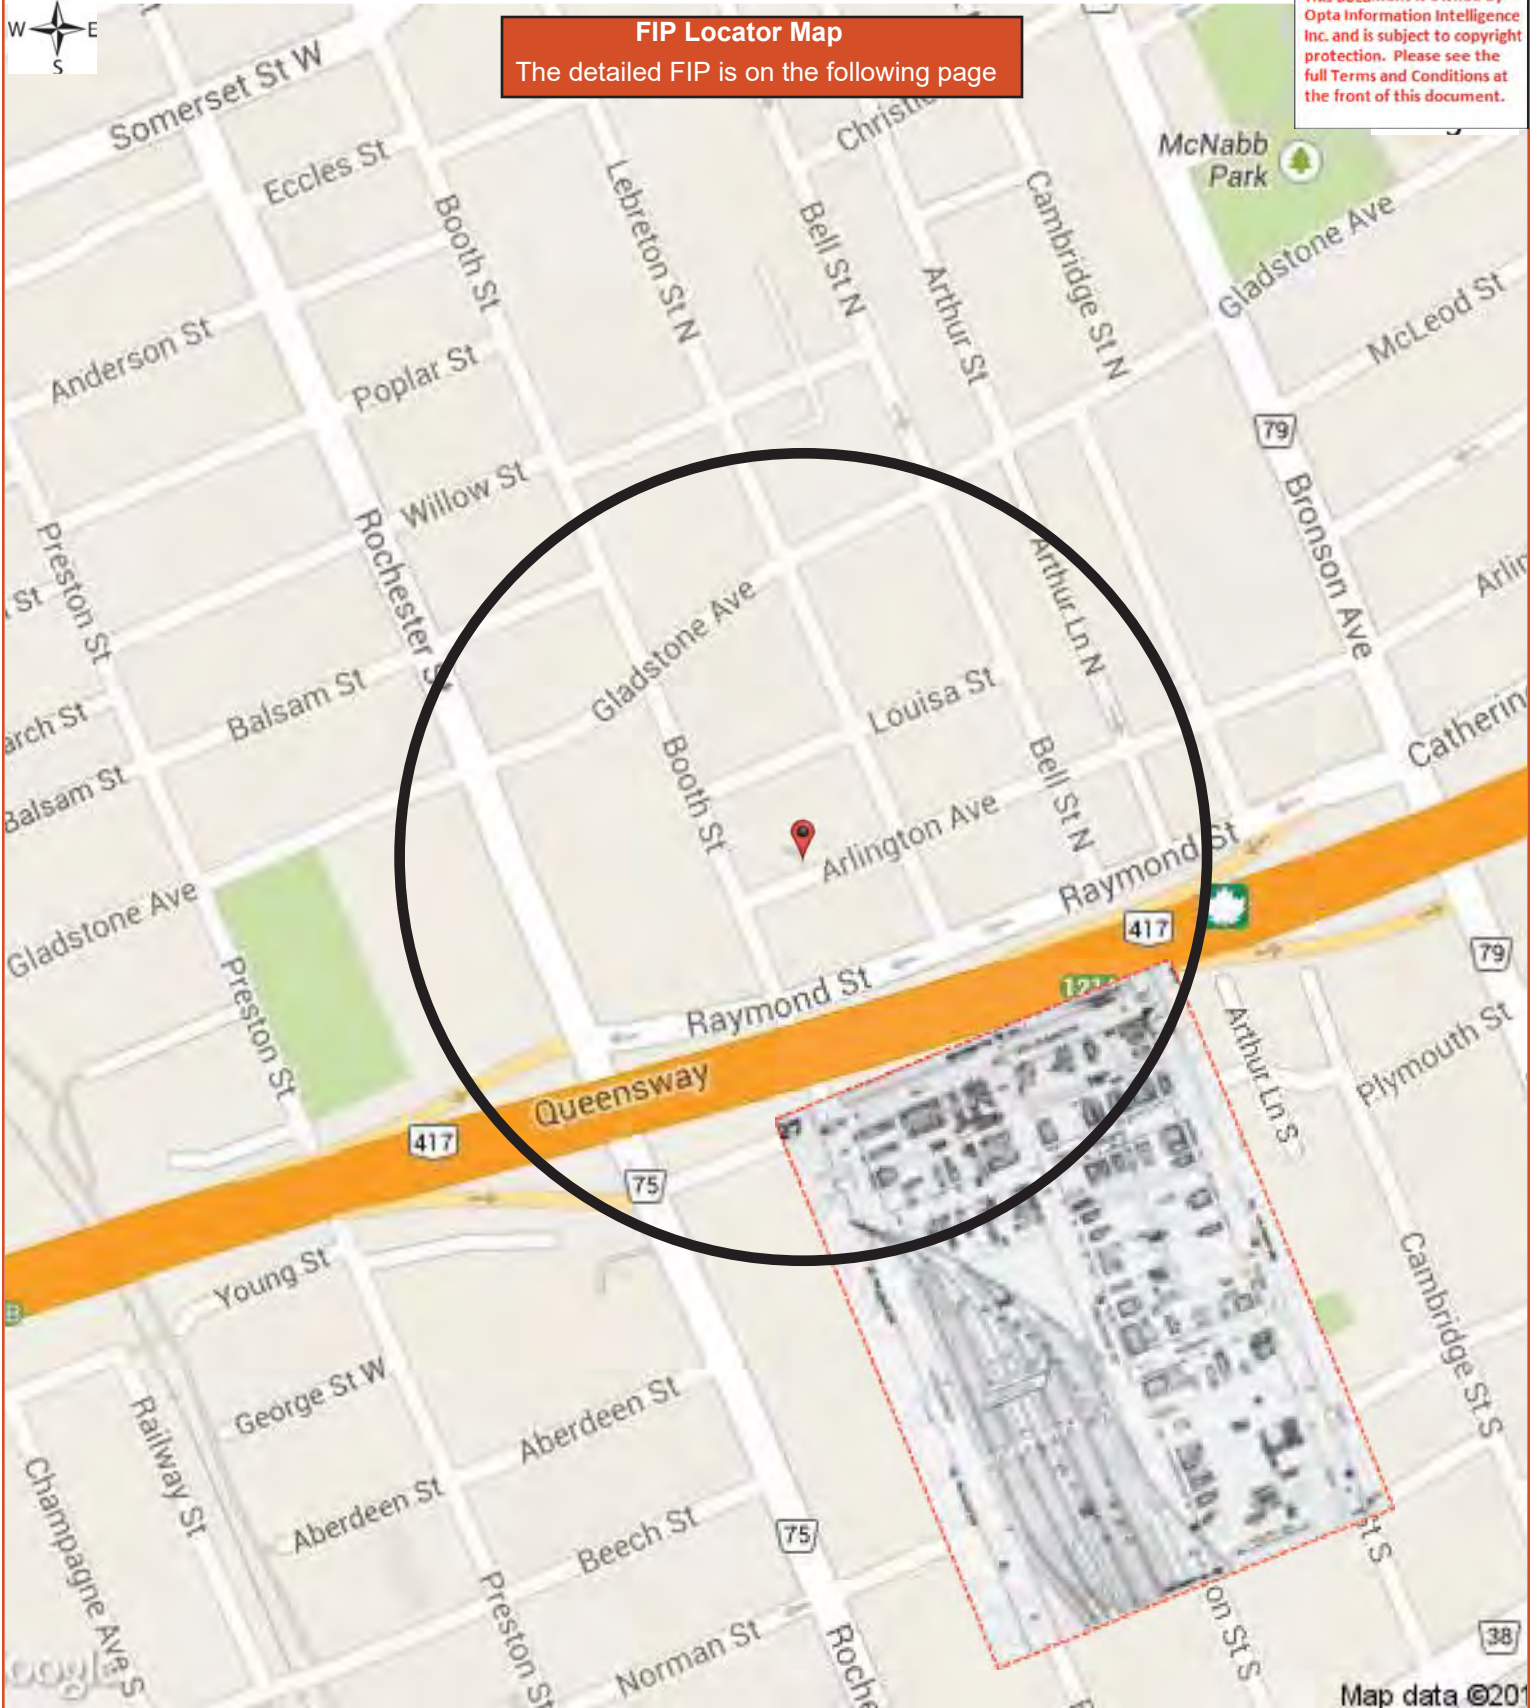 W
E
S
FIP Locator Map
The detailed FIP is on the following page
Opta Information Intelligence
Inc. and is subject to copyright
protection. Please see the
full Terms and Conditions at
the front of this document.
Somerset St W
Eccles St
Booth St
Lebreton St N
Bell St N
Cambridge St N
Arthur St
McNabb
Park
Gladstone Ave
McLeod St
Anderson St
Poplar St
79
Willow St
Rochester St
Preston St
St
Bronson Ave
Arthur Ln N
Gladstone Ave
Louisa St
Balsam St
Balsam St
Booth St
Bell St N
Arlington Ave
Raymond St
Gladstone Ave
417
79
Preston St
Raymond St
Arthur Ln S
Plymouth St
Queensway
417
75
Young St
Cambridge St S
George St W
Aberdeen St
Railway St
Champagne Ave S
Aberdeen St
Beech St
75
Preston St
Norman St
38
Map data